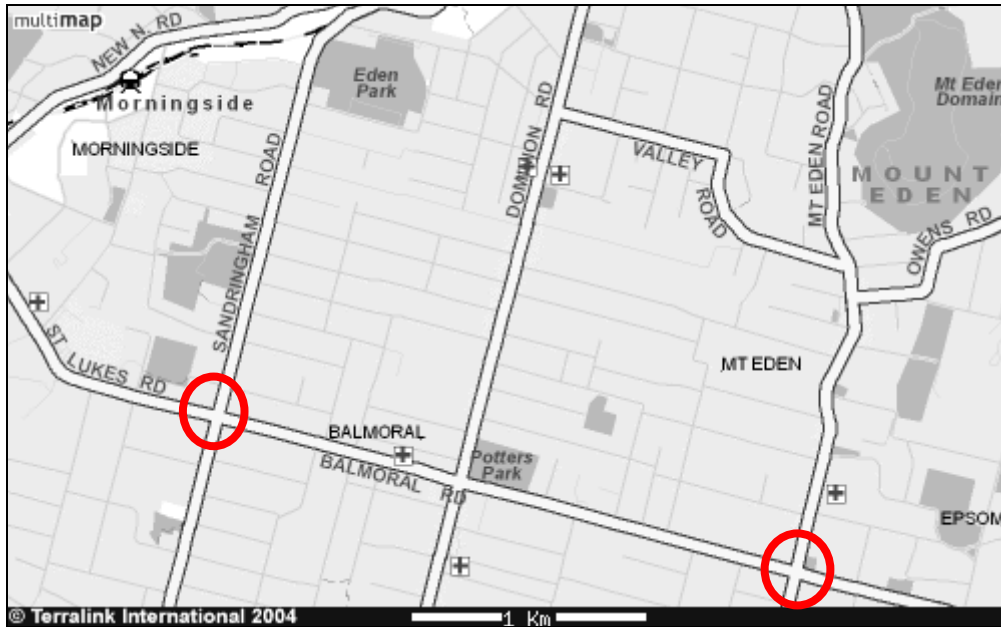 multimap
NEW N. RD
Morningside
MORNINGSIDE
Eden
Park
SANDRINGHAM ROAD
DOMINION RD
VALLEY ROAD
MT EDEN ROAD
Mt Eden
Domain
MOUNT
EDEN
OWENS RD
ST LUKES RD
MT EDEN
BALMORAL
BALMORAL RD
Potters
Park
EPSOM
© Terralink International 2004
1 Km